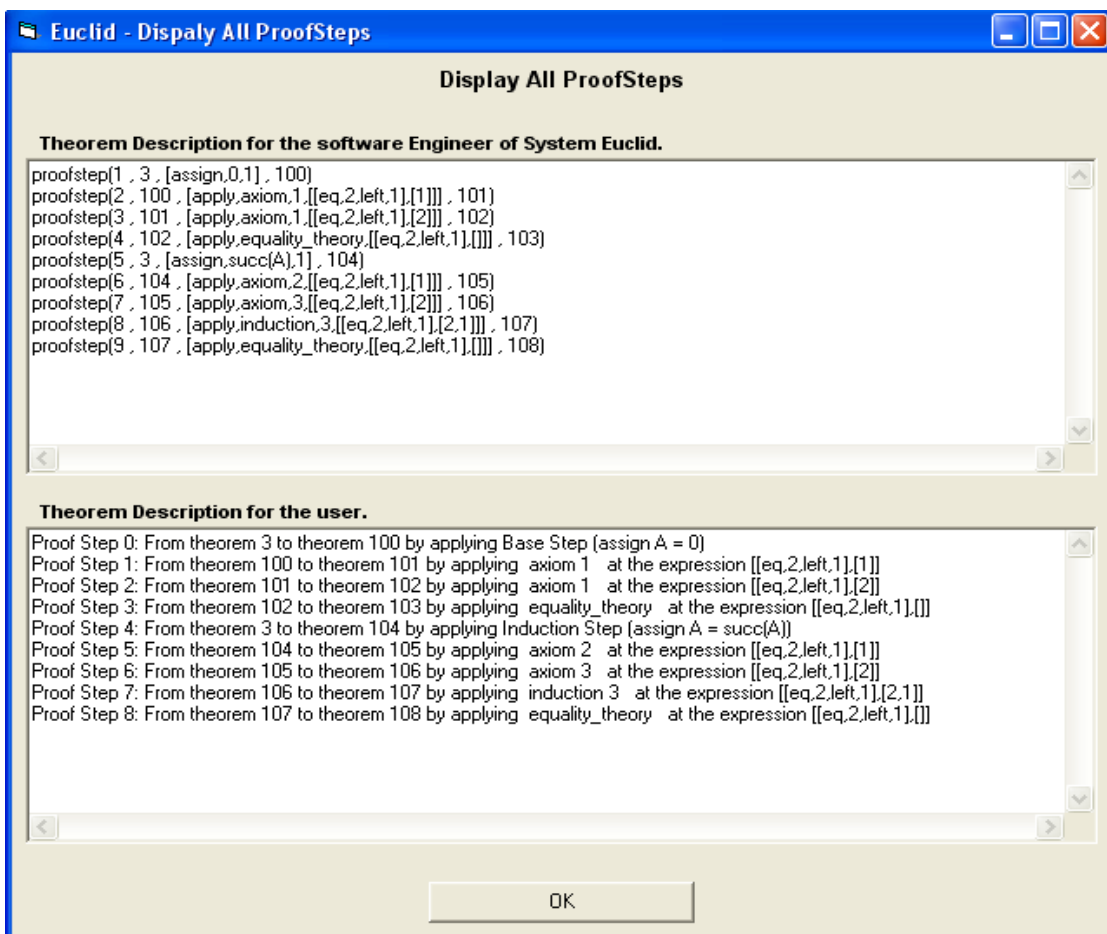 Euclid - Dispaly All ProofSteps
Display All ProofSteps
Theorem Description for the software Engineer of System Euclid.
proofstep(1 , 3 , [assign,0,1] , 100)
proofstep(2 , 100 , [apply,axiom,1,[[eq,2,left,1],[1]]] , 101)
proofstep(3 , 101 , [apply,axiom,1,[[eq,2,left,1],[2]]] , 102)
proofstep(4 , 102 , [apply,equality_theory,[[eq,2,left,1],[]]] , 103)
proofstep(5 , 3 , [assign,succ(A),1] , 104)
proofstep(6 , 104 , [apply,axiom,2,[[eq,2,left,1],[1]]] , 105)
proofstep(7 , 105 , [apply,axiom,3,[[eq,2,left,1],[2]]] , 106)
proofstep(8 , 106 , [apply,induction,3,[[eq,2,left,1],[2,1]]] , 107)
proofstep(9 , 107 , [apply,equality_theory,[[eq,2,left,1],[]]] , 108)
Theorem Description for the user.
Proof Step 0: From theorem 3 to theorem 100 by applying Base Step (assign A = 0)
Proof Step 1: From theorem 100 to theorem 101 by applying  axiom 1   at the expression [[eq,2,left,1],[1]]
Proof Step 2: From theorem 101 to theorem 102 by applying  axiom 1   at the expression [[eq,2,left,1],[2]]
Proof Step 3: From theorem 102 to theorem 103 by applying  equality_theory   at the expression [[eq,2,left,1],[]]
Proof Step 4: From theorem 3 to theorem 104 by applying Induction Step (assign A = succ(A))
Proof Step 5: From theorem 104 to theorem 105 by applying  axiom 2   at the expression [[eq,2,left,1],[1]]
Proof Step 6: From theorem 105 to theorem 106 by applying  axiom 3   at the expression [[eq,2,left,1],[2]]
Proof Step 7: From theorem 106 to theorem 107 by applying  induction 3   at the expression [[eq,2,left,1],[2,1]]
Proof Step 8: From theorem 107 to theorem 108 by applying  equality_theory   at the expression [[eq,2,left,1],[]]
OK